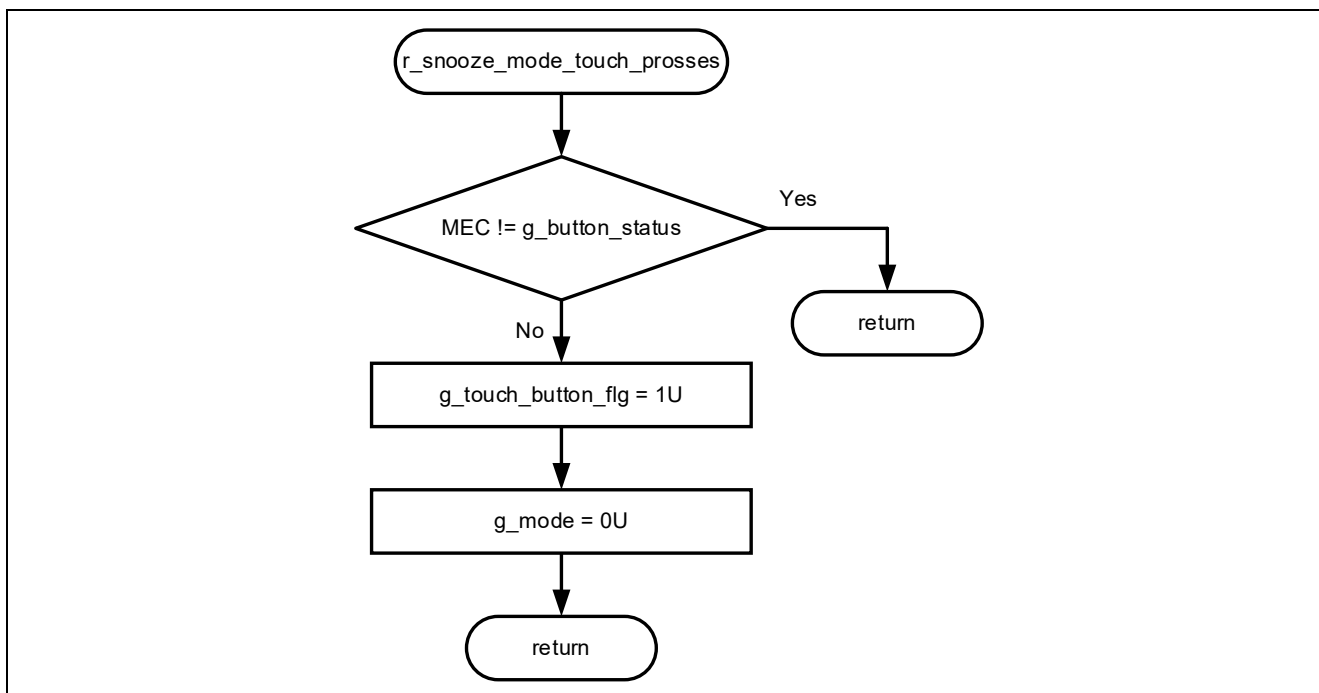 r_snooze_mode_touch_prosses
MEC != g_button_status
Yes
return
No
g_touch_button_flg = 1U
g_mode = 0U
return